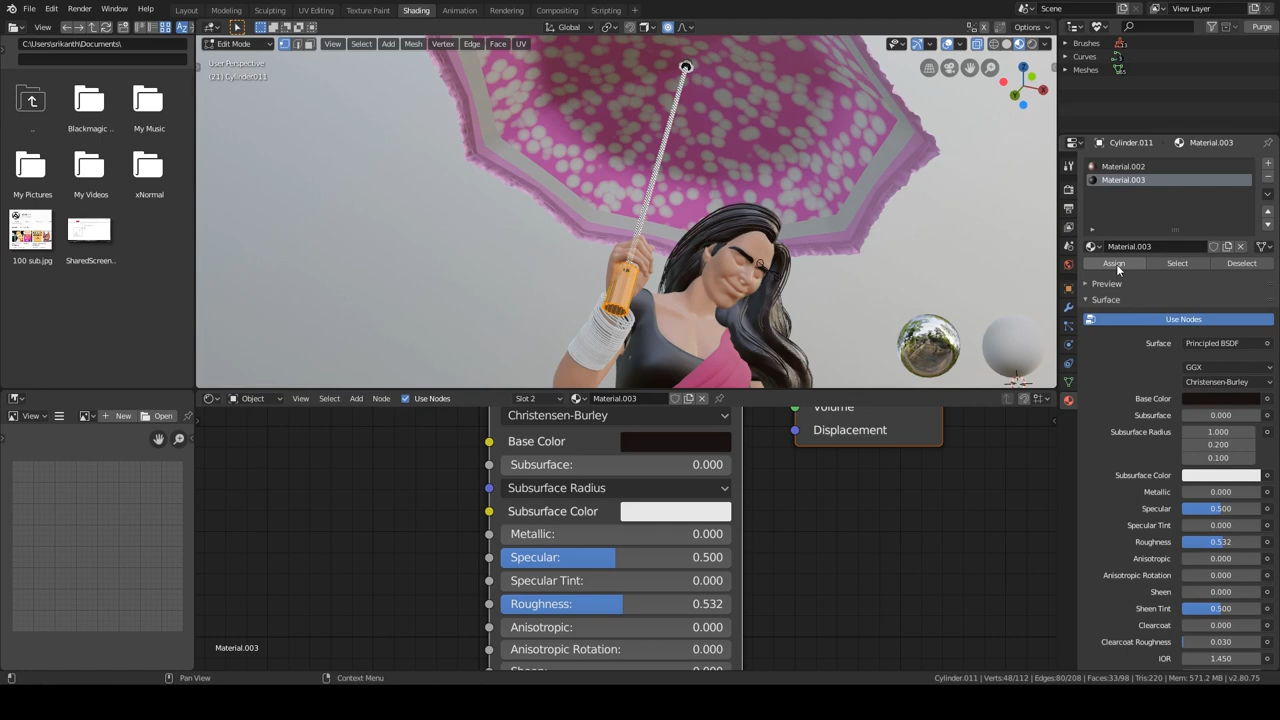 File Edit Render Window Help
Layout Modeling Sculpting UV Editing Texture Paint Shading Animation Rendering Compositing Scripting
Scene View Layer
View
Global
Options
Purge
C:\Users\srikanth\Documents\
Edit Mode View Select Add Mesh Vertex Edge Face UV
User Perspective
(21) Cylinder.011
Brushes
Curves
Meshes
..
Blackmagic ..
My Music
My Pictures
My Videos
xNormal
100 sub.jpg
SharedScreen..
Cylinder.011 Material.003
Material.002
Material.003
Material.003
Assign Select Deselect
Preview
Surface
Use Nodes
Surface Principled BSDF
GGX
Christensen-Burley
Base Color
Subsurface 0.000
Subsurface Radius 1.000
0.200
0.100
Subsurface Color
Metallic 0.000
Specular 0.500
Specular Tint 0.000
Roughness 0.532
Anisotropic 0.000
Anisotropic Rotation 0.000
Sheen 0.000
Sheen Tint 0.500
Clearcoat 0.000
Clearcoat Roughness 0.030
IOR 1.450
View New Open
Object View Select Add Node Use Nodes Slot 2 Material.003
Christensen-Burley
Base Color
Subsurface: 0.000
Subsurface Radius
Subsurface Color
Metallic: 0.000
Specular: 0.500
Specular Tint: 0.000
Roughness: 0.532
Anisotropic: 0.000
Anisotropic Rotation: 0.000
Volume
Displacement
Material.003
Pan View
Context Menu
Cylinder.011 | Verts:48/112 | Edges:80/208 | Faces:33/98 | Tris:220 | Mem: 571.2 MB | v2.80.75